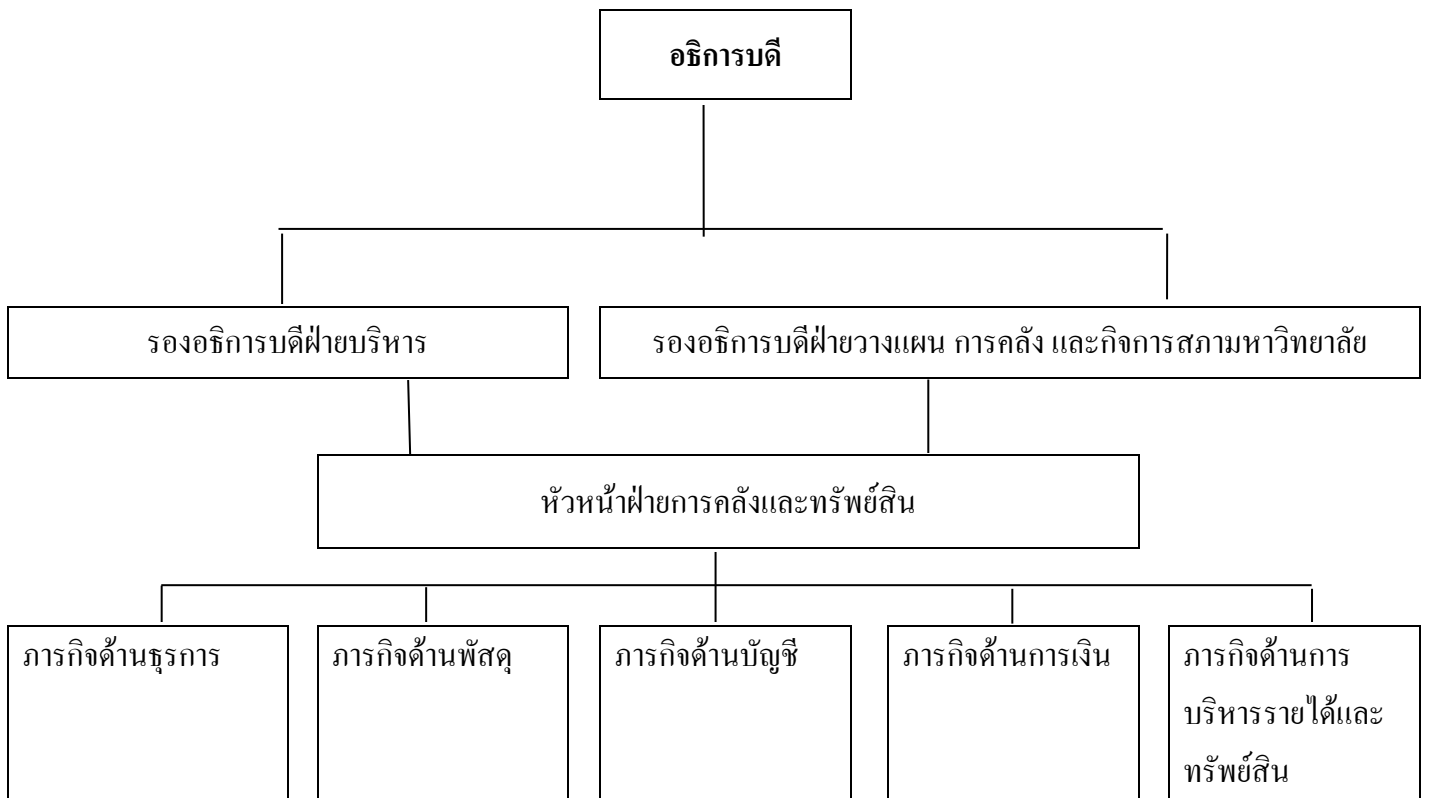 อธิการบดี
รองอธิการบดีฝ่ายบริหาร
รองอธิการบดีฝ่ายวางแผน การคลัง และกิจการสภามหาวิทยาลัย
หัวหน้าฝ่ายการคลังและทรัพย์สิน
ภารกิจด้านธุรการ
ภารกิจด้านพัสดุ
ภารกิจด้านบัญชี
ภารกิจด้านการเงิน
ภารกิจด้านการ
บริหารรายได้และ
ทรัพย์สิน